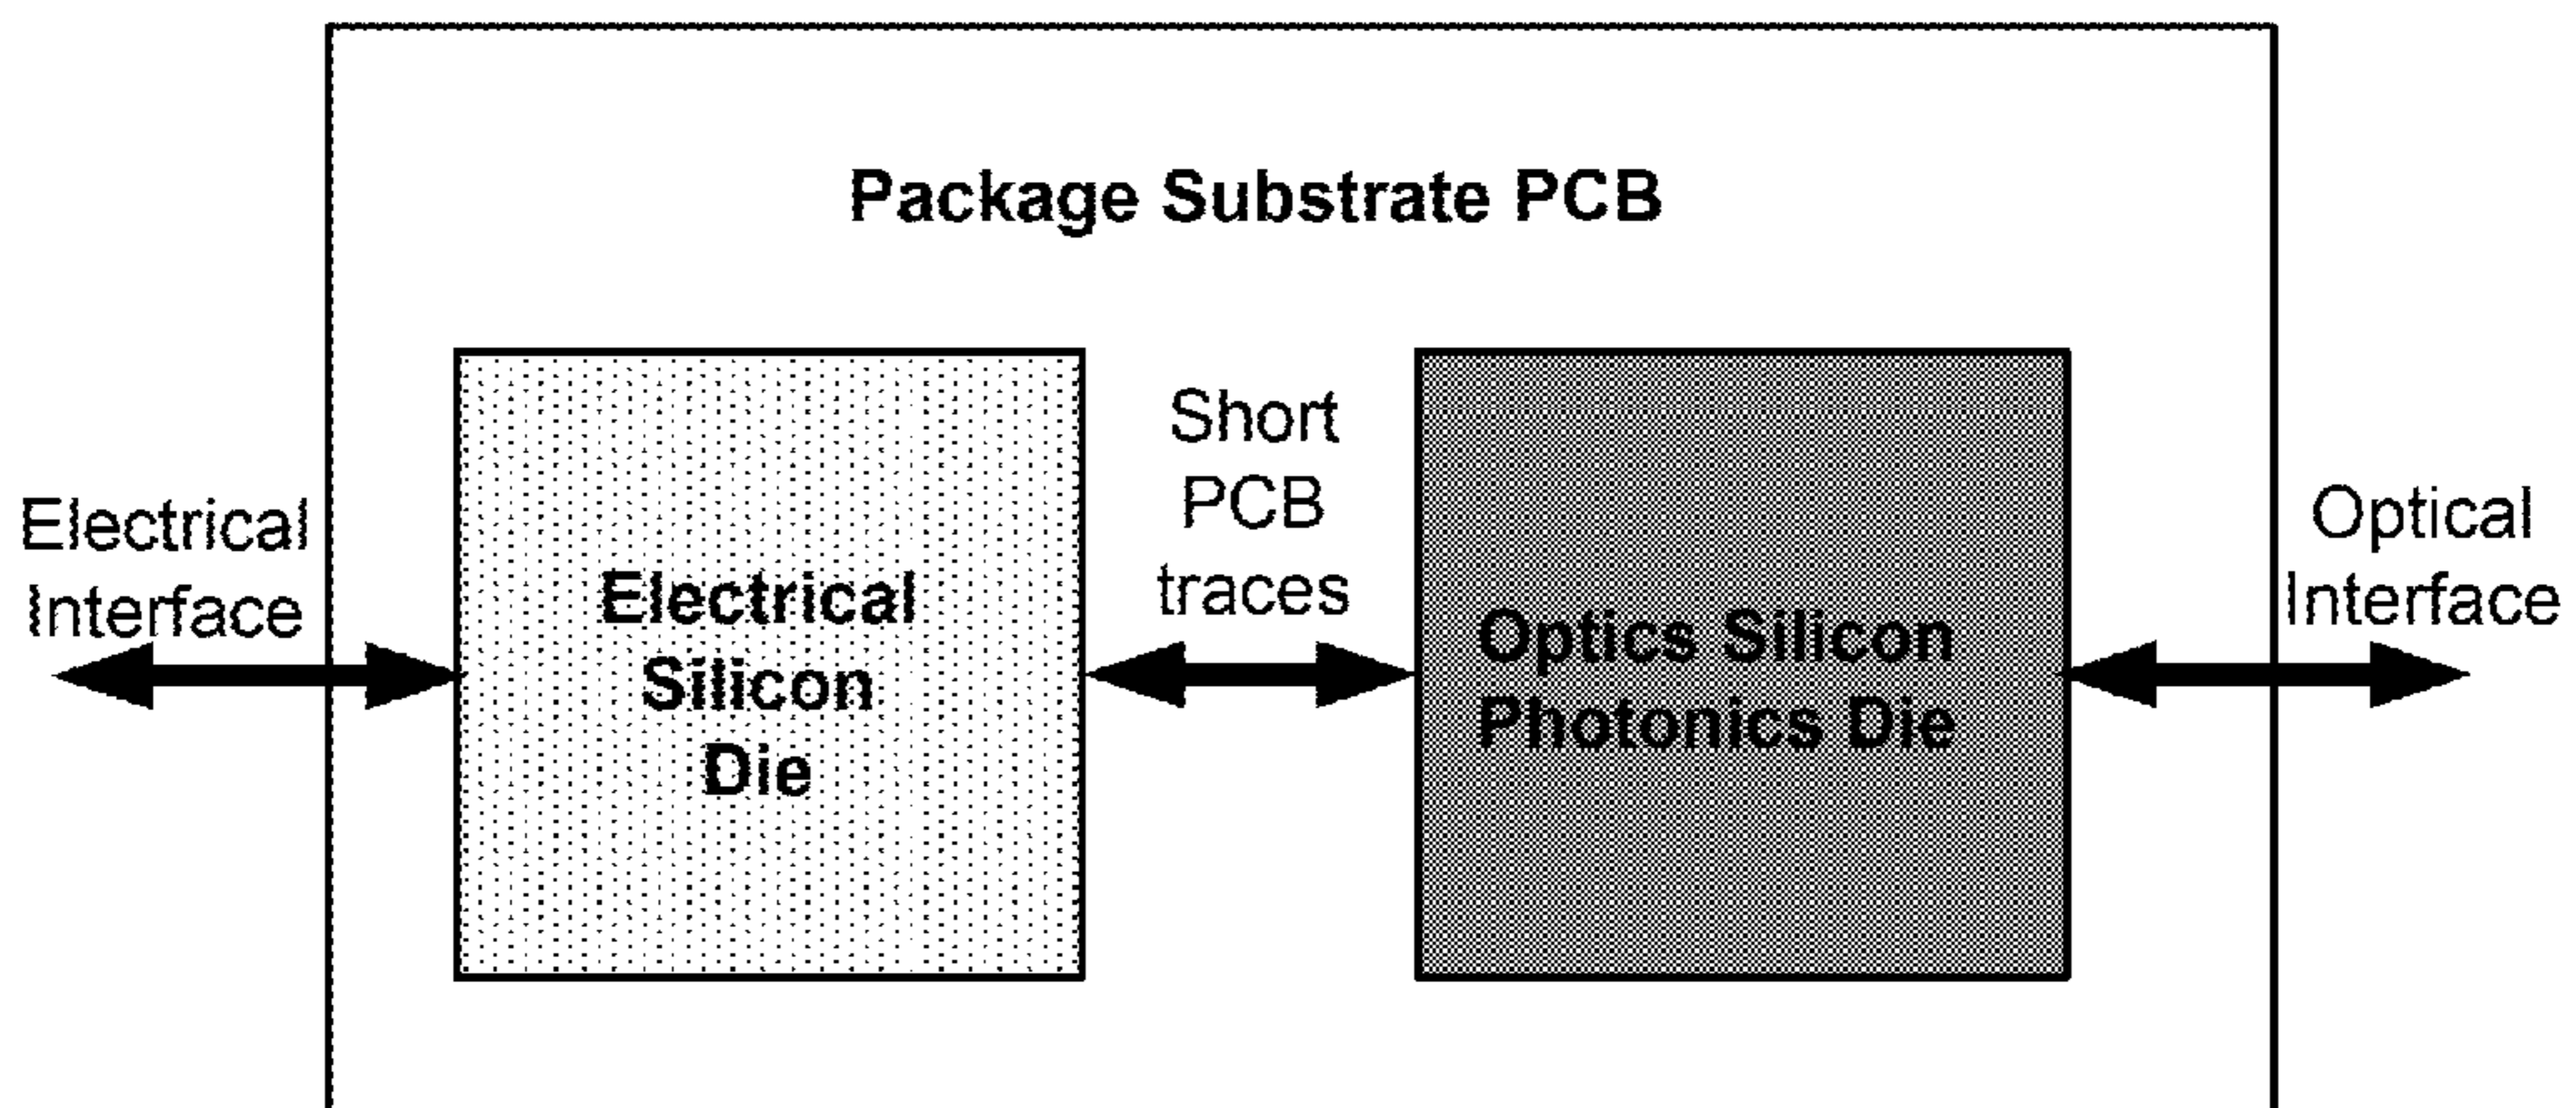 Package Substrate PCB
Electrical
Interface
Electrical
Silicon
Die
Short
PCB
traces
Optics Silicon
Photonics Die
Optical
Interface